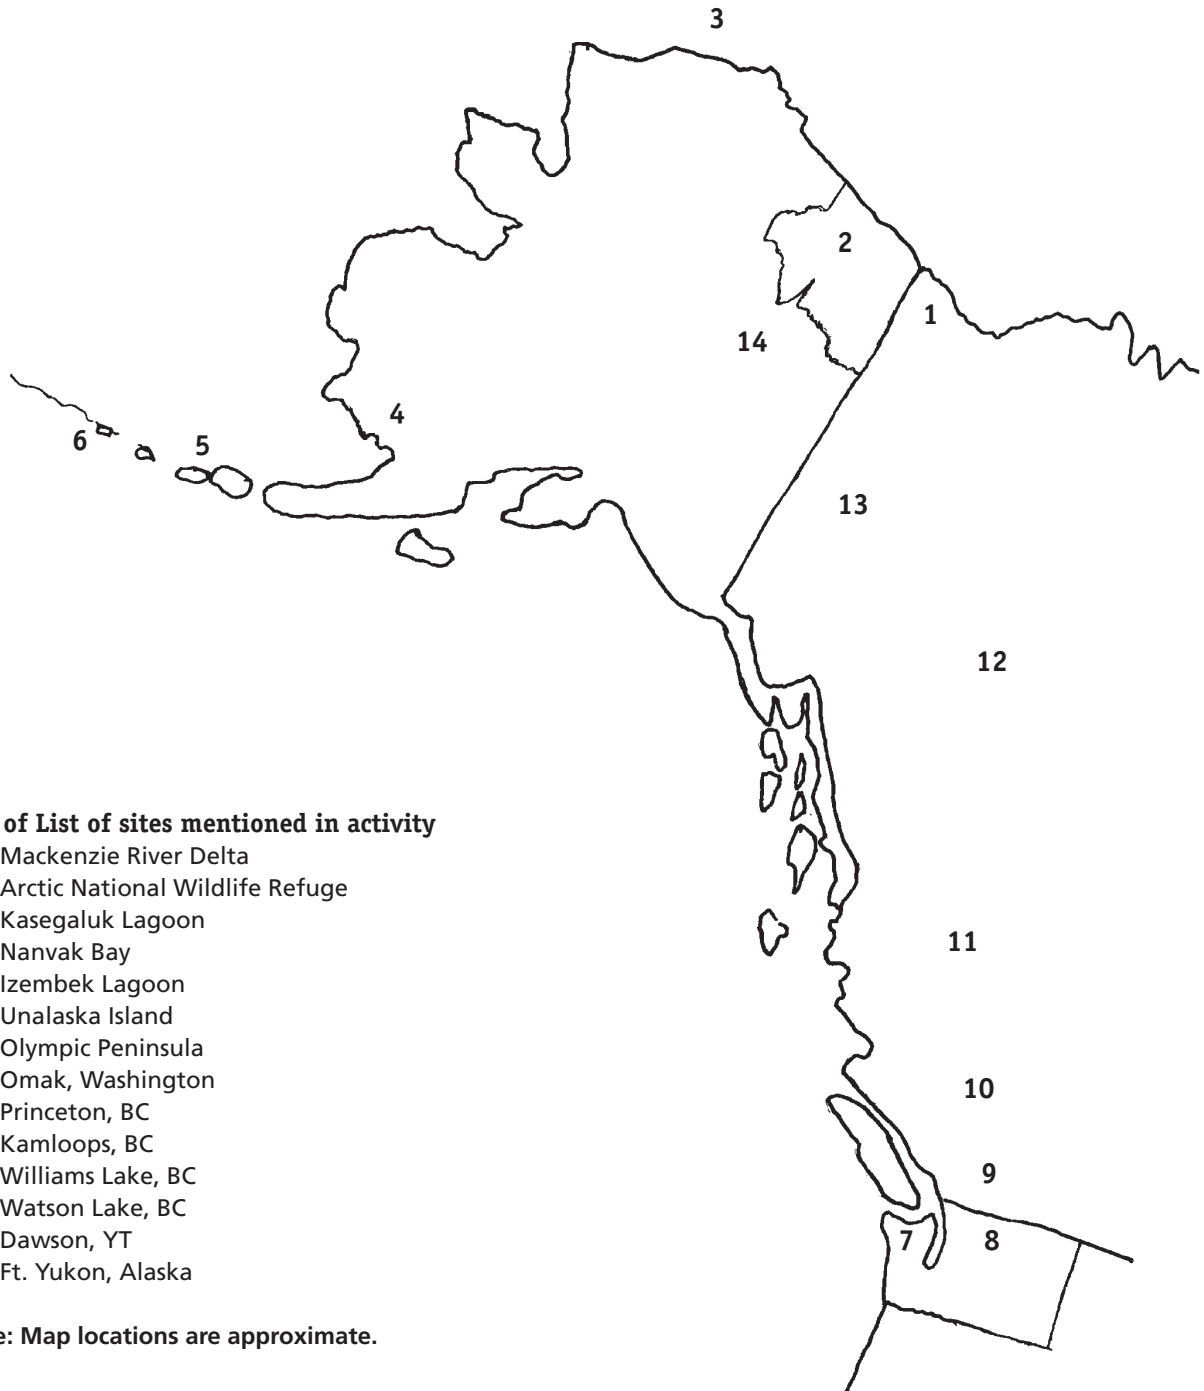 3
2
1
14
4
6
5
13
12
of List of sites mentioned in activity
Mackenzie River Delta
Arctic National Wildlife Refuge
Kasegaluk Lagoon
Nanvak Bay
Izembek Lagoon
Unalaska Island
Olympic Peninsula
Omak, Washington
Princeton, BC
Kamloops, BC
Williams Lake, BC
Watson Lake, BC
Dawson, YT
Ft. Yukon, Alaska
e: Map locations are approximate.
11
10
9
7
8